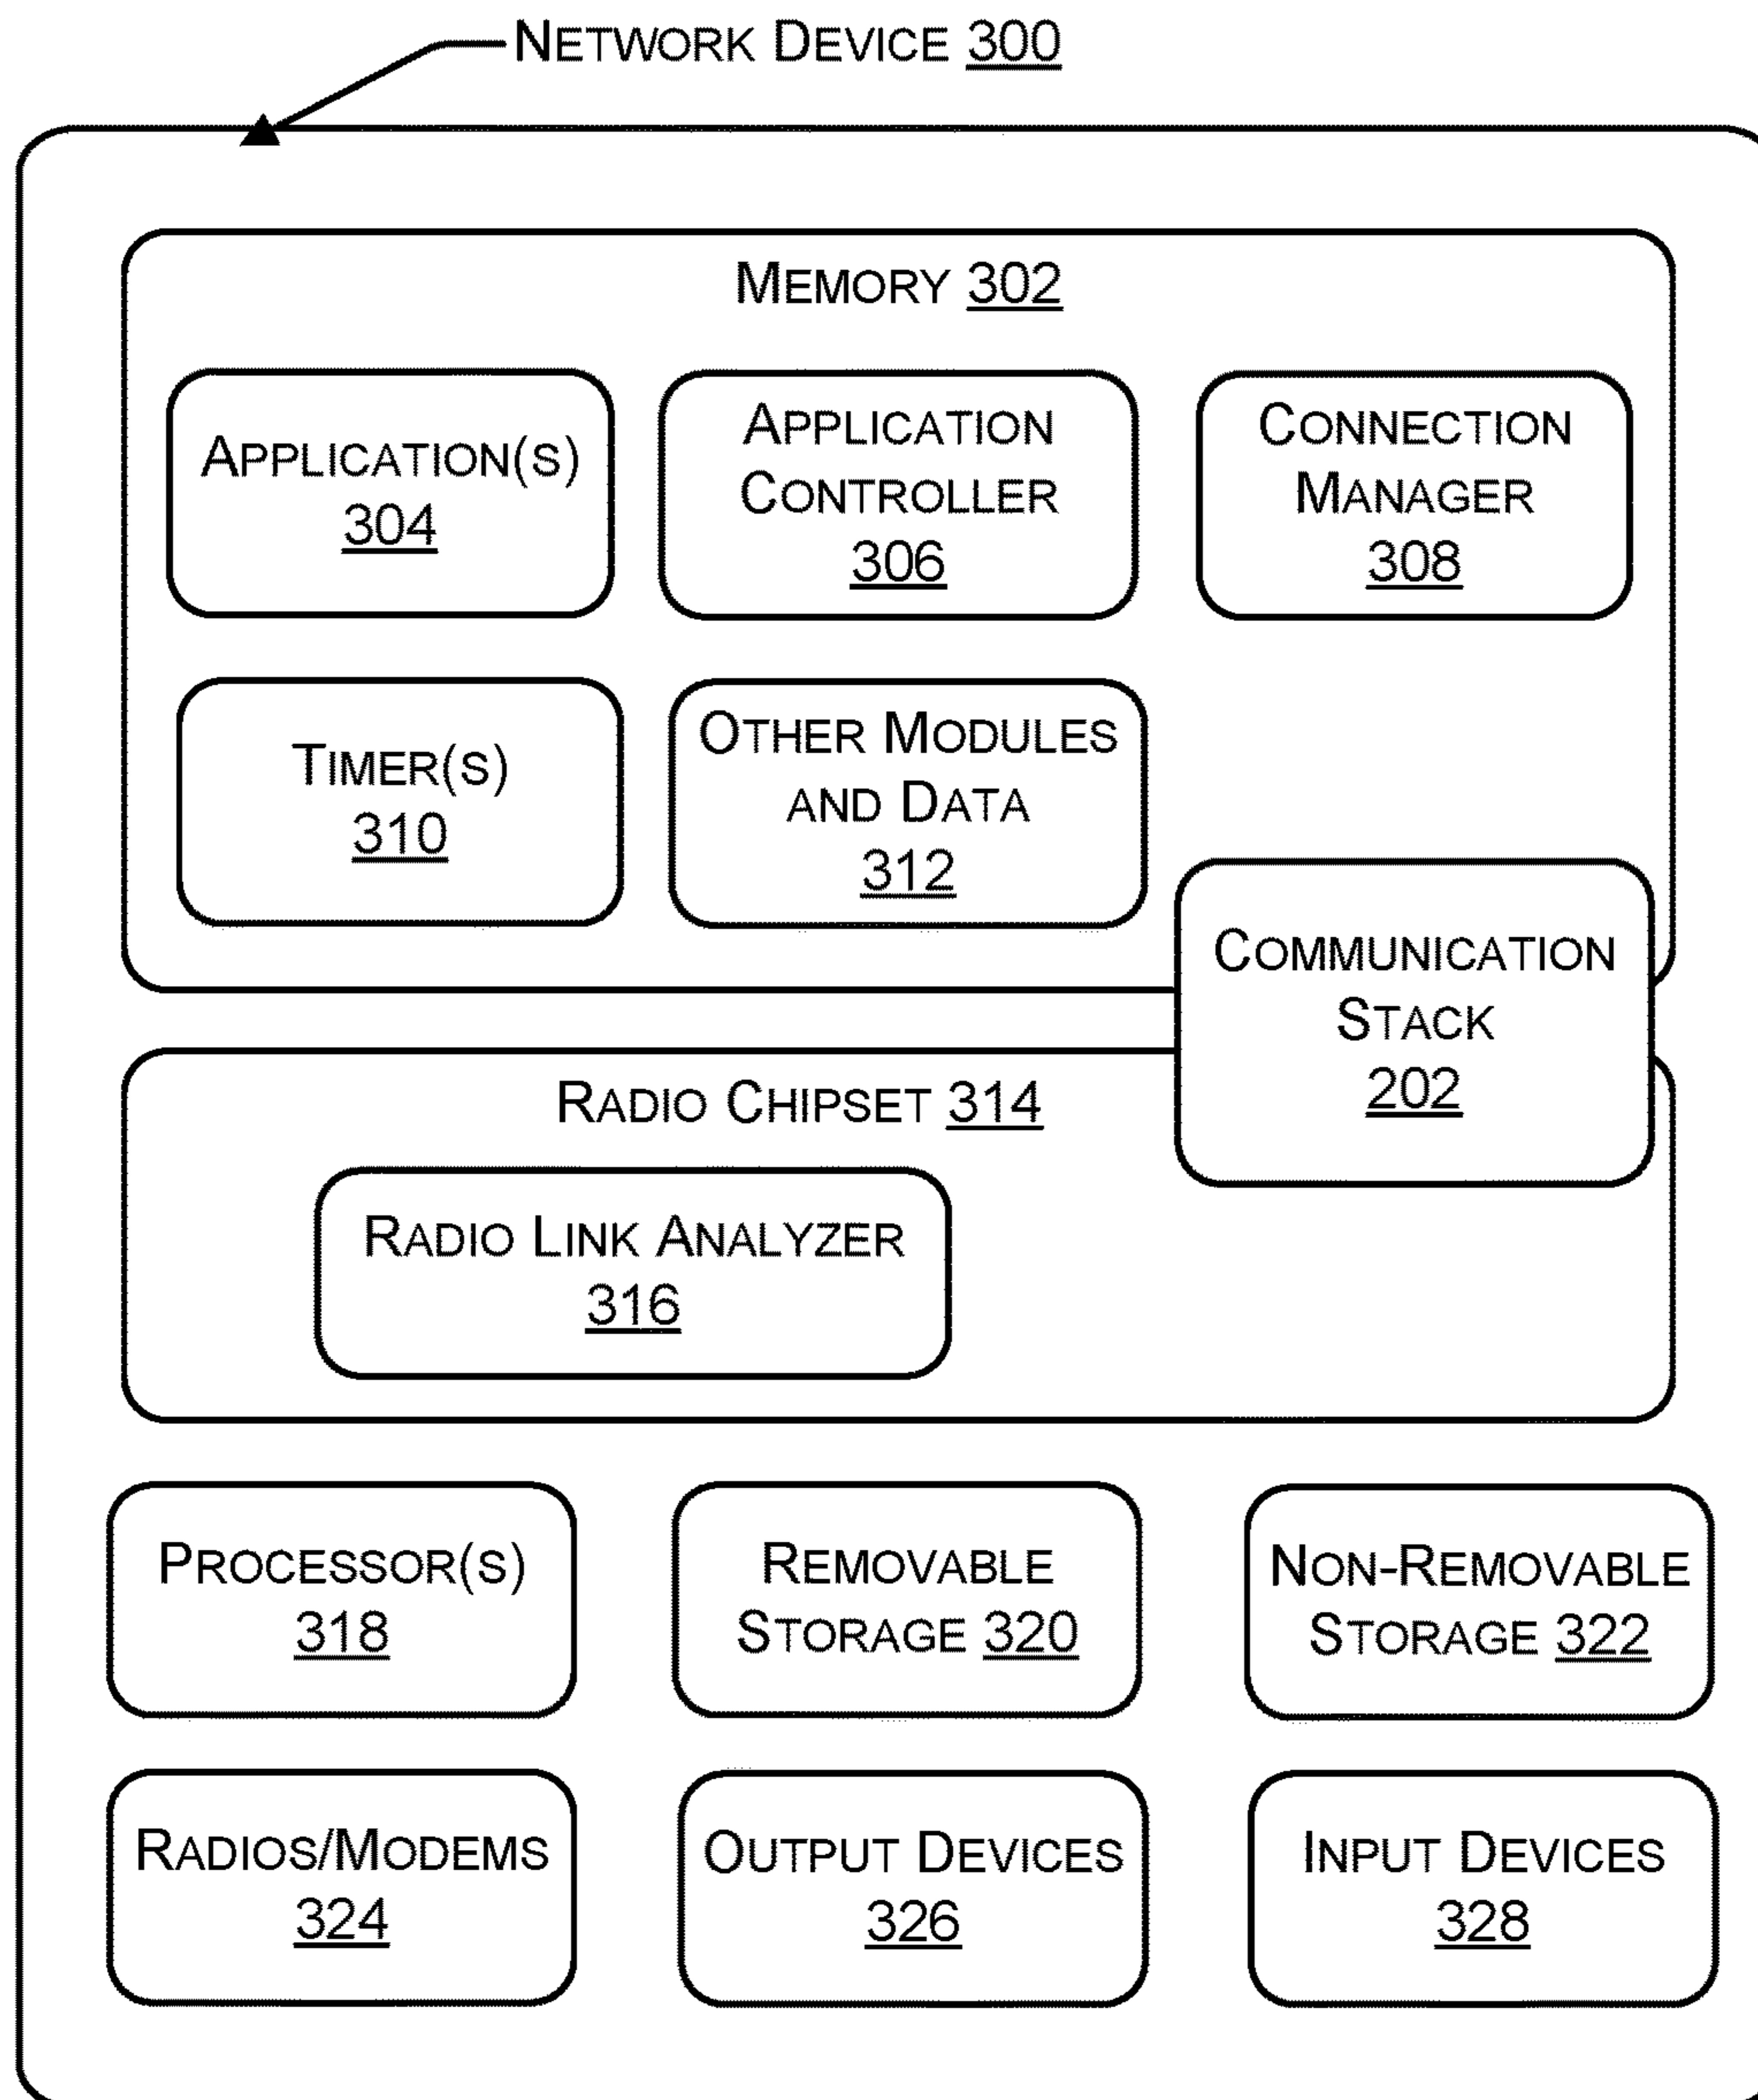 NETWORK DEVICE 300
MEMORY 302
APPLICATION(S)
304
APPLICATION
CONTROLLER
306
CONNECTION
MANAGER
308
TIMER(S)
310
OTHER MODULES
AND DATA
312
COMMUNICATION
STACK
202
RADIO CHIPSET 314
RADIO LINK ANALYZER
316
PROCESSOR(S)
318
REMOVABLE
STORAGE 320
NON-REMOVABLE
STORAGE 322
RADIOS/MODEMS
324
OUTPUT DEVICES
326
INPUT DEVICES
328